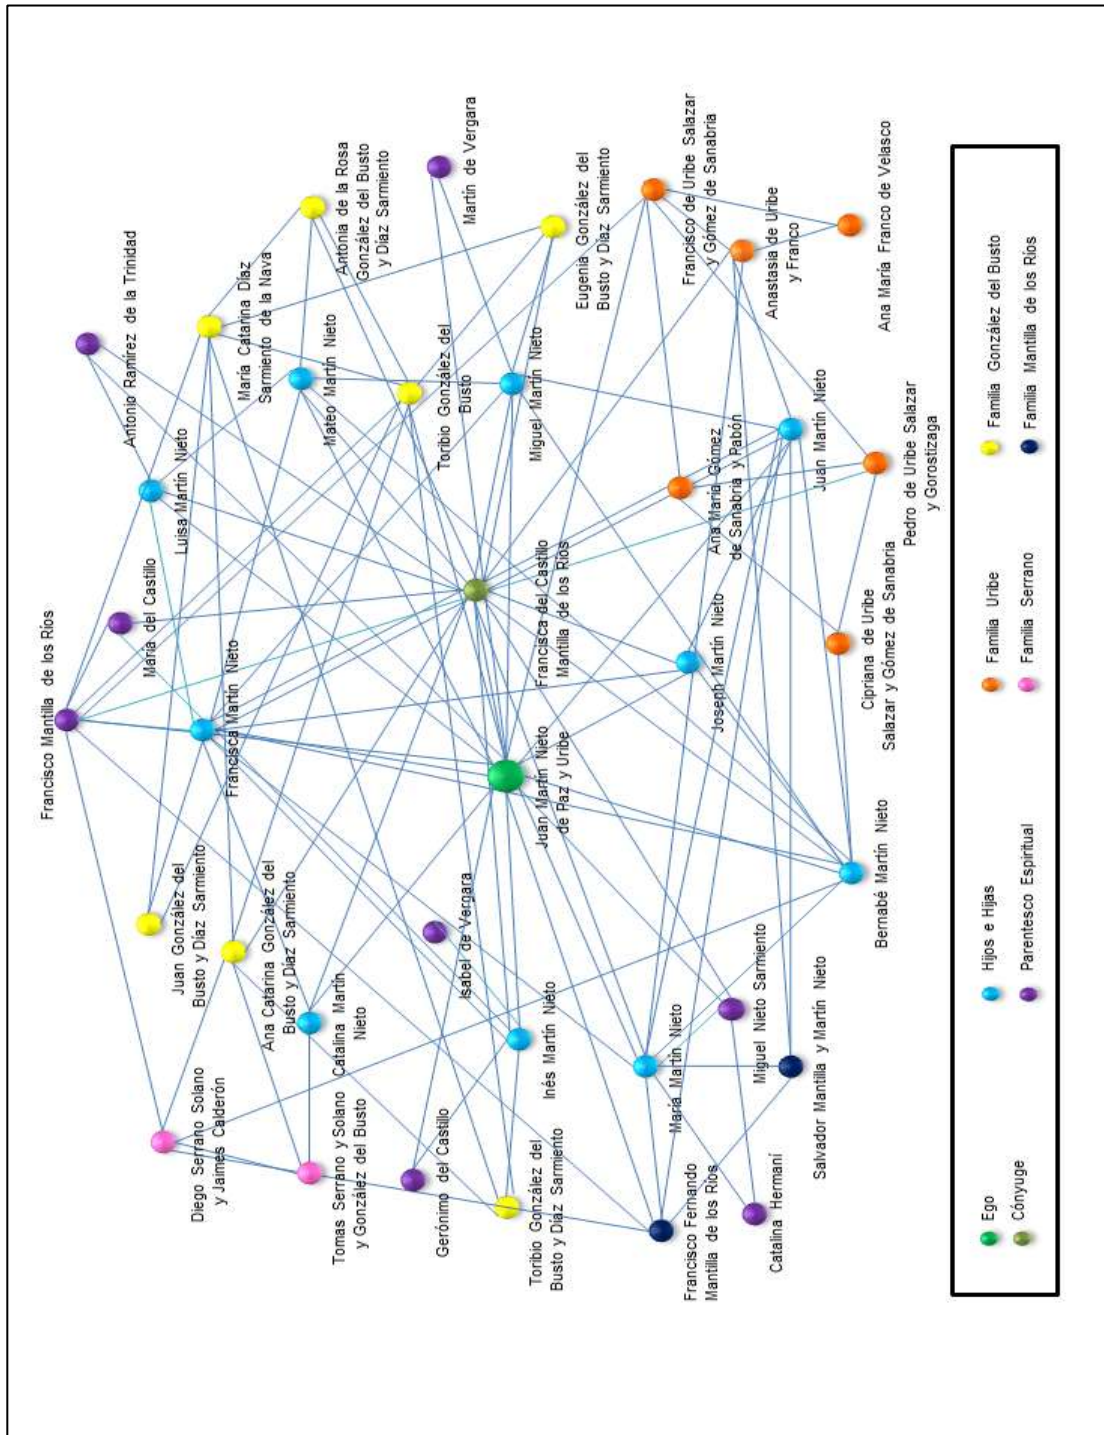 Francisco Mantilla de los Ríos
Antonio Ramírez de la Trinidad
María del Castillo
Luisa Martín Nieto
Juan González del
Busto y Díaz Sarmiento
Diego Serrano Solano
y Jaimes Calderón
Francisca Martín Nieto
María Catarina Díaz
Sarmiento de la Nava
Ana Catarina González del
Busto y Díaz Sarmiento
Mateo Martín Nieto
Antonia de la Rosa
González del Busto
y Díaz Sarmiento
Catalina Martín
Nieto
Tomas Serrano y Solano
y González del Busto
Gerónimo del Castillo
Toribio González del
Busto
Isabel de Vergara
Martín de Vergara
Toribio González del
Busto y Díaz Sarmiento
Juan Martín Nieto
de Paz y Uribe
Francisca del Castillo
Mantilla de los Ríos
Miguel Martín Nieto
Inés Martín Nieto
Eugenia González del
Busto y Díaz Sarmiento
María Martín Nieto
Francisco Fernando
Mantilla de los Ríos
Francisco de Uribe Salazar
y Gómez de Sanabria
Joseph Martín Nieto
Ana María Gómez
de Sanabria y Pabón
Miguel Nieto Sarmiento
Anastasia de Uribe
y Franco
Catalina Hermaní
Salvador Mantilla y Martín Nieto
Juan Martín Nieto
Cipriana de Uribe
Salazar y Gómez de Sanabria
Bernabé Martín Nieto
Ana María Franco de Velasco
Pedro de Uribe Salazar
y Gorostizaga
Ego
Hijos e Hijas
Familia Uribe
Familia González del Busto
Cónyuge
Parentesco Espiritual
Familia Serrano
Familia Mantilla de los Ríos